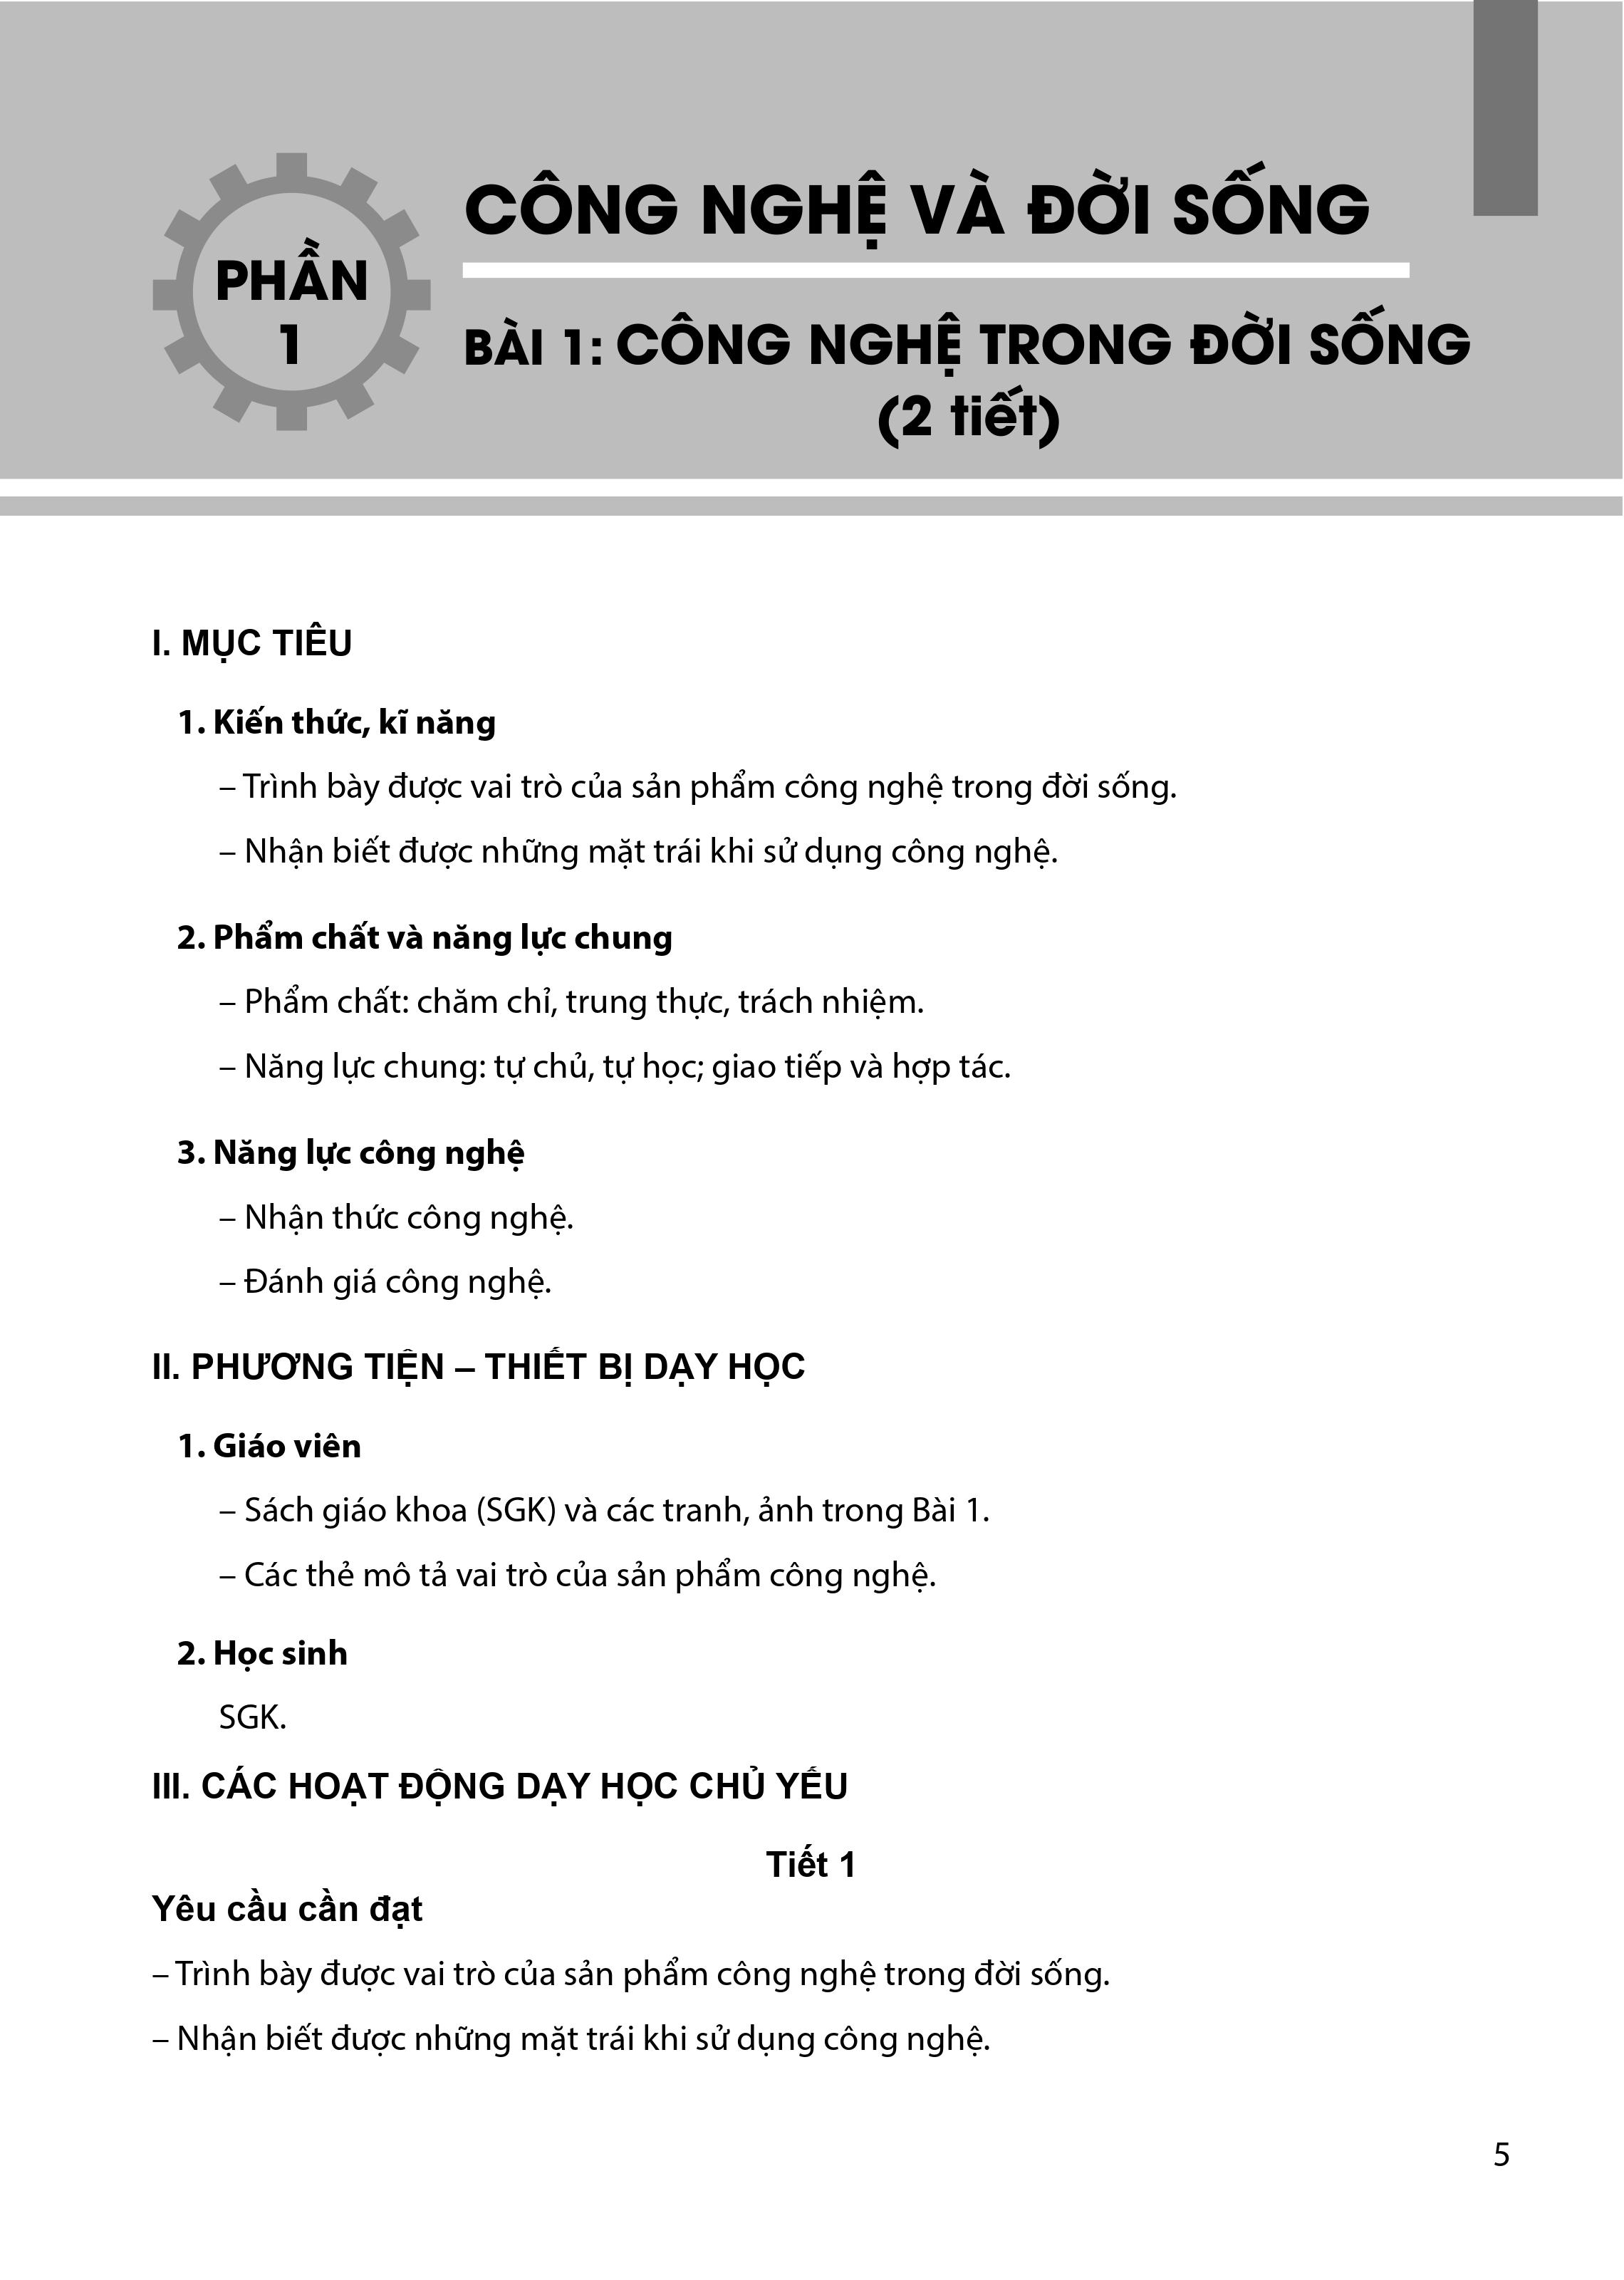 PHẦN
1
CÔNG NGHỆ VÀ ĐỜI SỐNG
BÀI 1: CÔNG NGHỆ TRONG ĐỜI SỐNG
(2 tiết)
I. MỤC TIÊU
1. Kiến thức, kĩ năng
– Trình bày được vai trò của sản phẩm công nghệ trong đời sống.
– Nhận biết được những mặt trái khi sử dụng công nghệ.
2. Phẩm chất và năng lực chung
– Phẩm chất: chăm chỉ, trung thực, trách nhiệm.
– Năng lực chung: tự chủ, tự học; giao tiếp và hợp tác.
3. Năng lực công nghệ
– Nhận thức công nghệ.
– Đánh giá công nghệ.
II. PHƯƠNG TIỆN – THIẾT BỊ DẠY HỌC
1. Giáo viên
– Sách giáo khoa (SGK) và các tranh, ảnh trong Bài 1.
– Các thẻ mô tả vai trò của sản phẩm công nghệ.
2. Học sinh
SGK.
III. CÁC HOẠT ĐỘNG DẠY HỌC CHỦ YẾU
Tiết 1
Yêu cầu cần đạt
– Trình bày được vai trò của sản phẩm công nghệ trong đời sống.
– Nhận biết được những mặt trái khi sử dụng công nghệ.
5